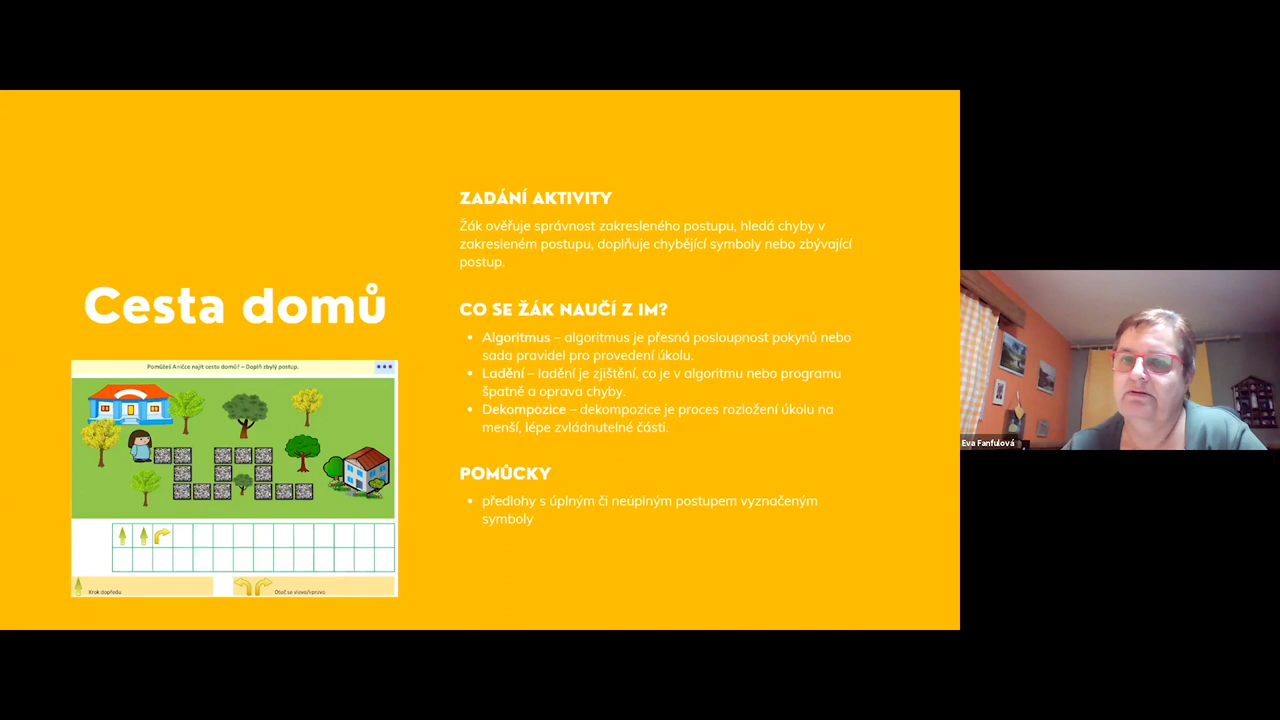 ZADÁNÍ AKTIVITY
Žák ověřuje správnost zakresleného postupu, hledá chyby v
zakresleném postupu, doplňuje chybějící symboly nebo zbývající
postup.
Cesta domů
CO SE ŽÁK NAUČÍ Z IM?
• Algoritmus – algoritmus je přesná posloupnost pokynů nebo
sada pravidel pro provedení úkolu.
• Ladění – ladění je zjištění, co je v algoritmu nebo programu
špatně a oprava chyby.
• Dekompozice – dekompozice je proces rozložení úkolu na
menší, lépe zvládnutelné části.
POMŮCKY
• předlohy s úplným či neúplným postupem vyznačeným
symboly
Pomůžeš Aničce najít cestu domů? – Doplň zbylý postup.
Krok dopředu
Otoč se vlevo/vpravo
Eva Fanfulová